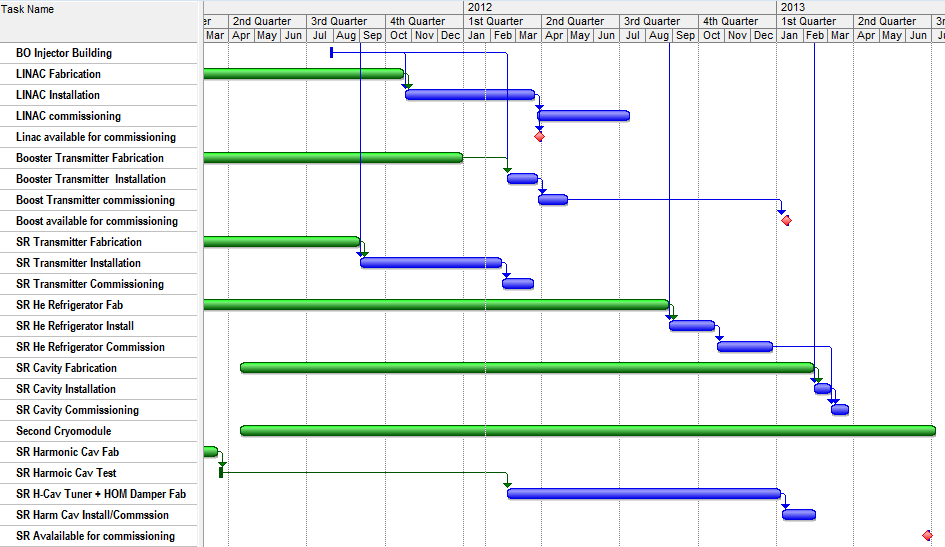 Task Name
2012
2013
er
2nd Quarter
3rd Quarter
4th Quarter
1st Quarter
2nd Quarter
3rd Quarter
4th Quarter
1st Quarter
2nd Quarter
3r
Mar Apr May Jun Jul Aug Sep Oct Nov Dec Jan Feb Mar Apr May Jun Jul Aug Sep Oct Nov Dec Jan Feb Mar Apr May Jun Ju
BO Injector Building
LINAC Fabrication
LINAC Installation
LINAC commissioning
Linac available for commissioning
Booster Transmitter Fabrication
Booster Transmitter Installation
Boost Transmitter commissioning
Boost available for commissioning
SR Transmitter Fabrication
SR Transmitter Installation
SR Transmitter Commissioning
SR He Refrigerator Fab
SR He Refrigerator Install
SR He Refrigerator Commission
SR Cavity Fabrication
SR Cavity Installation
SR Cavity Commissioning
Second Cryomodule
SR Harmonic Cav Fab
SR Harmoic Cav Test
SR H-Cav Tuner + HOM Damper Fab
SR Harm Cav Install/Commssion
SR Avalailable for commissioning